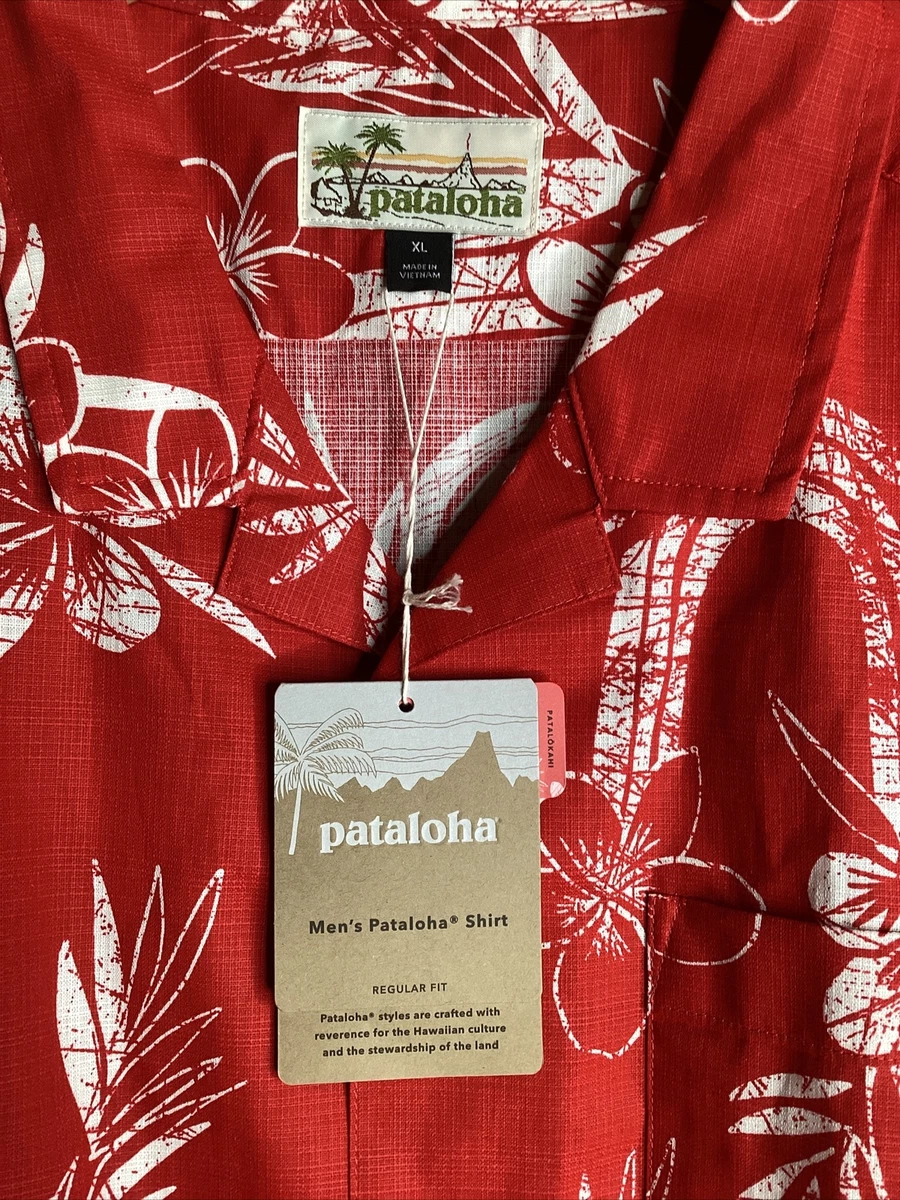 pataloha
XL
MADE IN
VIETNAM
PATALOKAHI
pataloha
Men's Pataloha® Shirt
REGULAR FIT
Pataloha® styles are crafted with
reverence for the Hawaiian culture
and the stewardship of the land